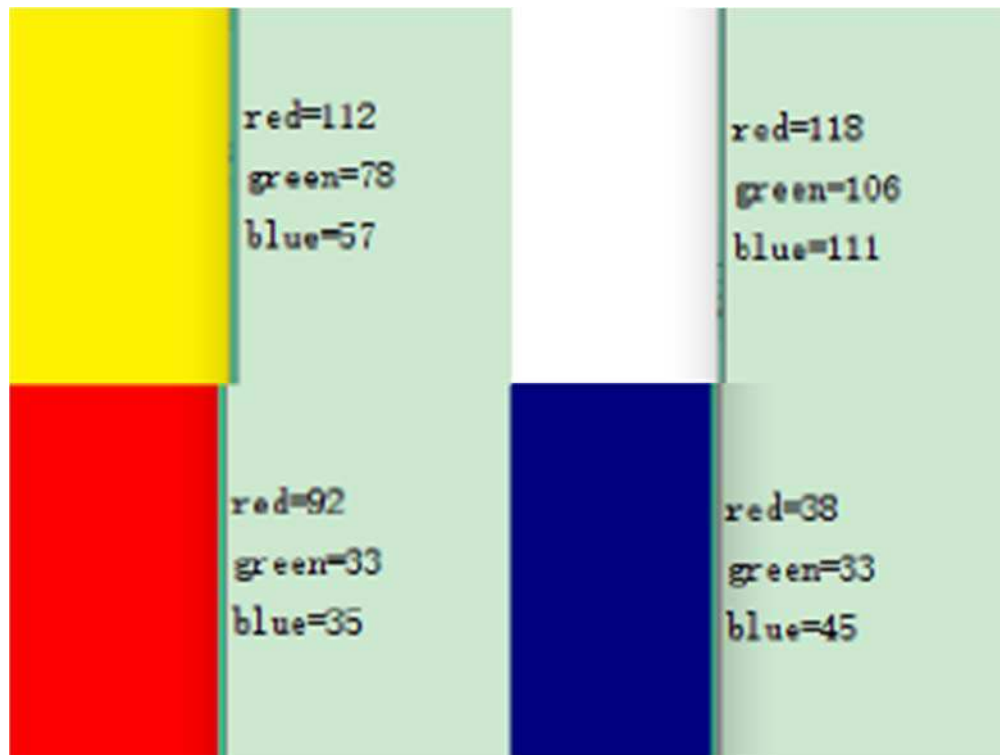 red=112
green=78
blue=57
red=118
green=106
blue=111
red=92
green=33
blue=35
red=38
green=33
blue=45